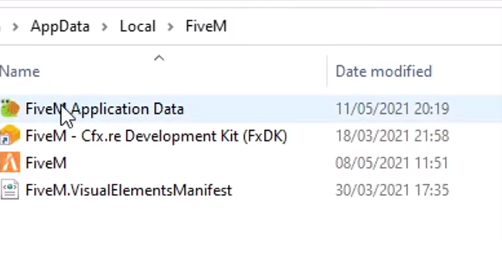 AppData > Local > FiveM
Name Date modified
FiveM Application Data 11/05/2021 20:19
FiveM - Cfx.re Development Kit (FxDK) 18/03/2021 21:58
FiveM 08/05/2021 11:51
FiveM.VisualElementsManifest 30/03/2021 17:35